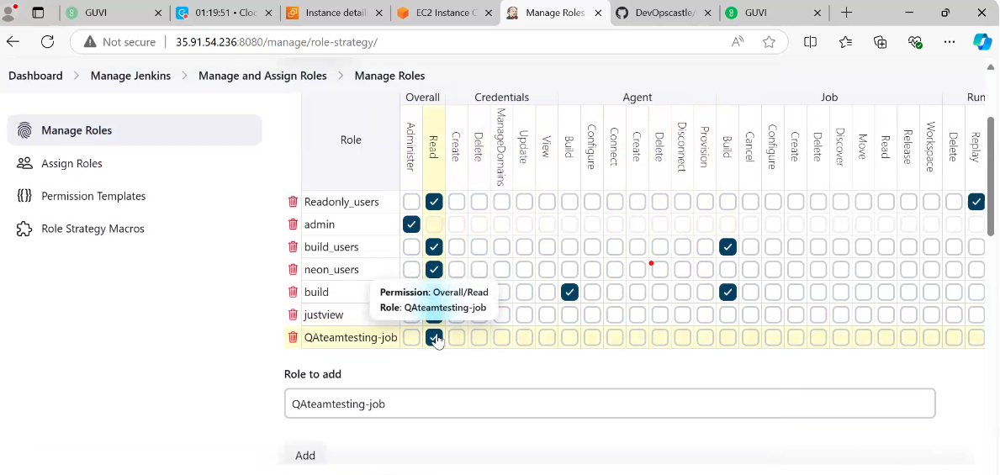 GUVI
01:19:51 • Cloc
Instance detail
EC2 Instance C
Manage Roles
DevOpscastle/
GUVI
Not secure
35.91.54.236:8080/manage/role-strategy/
Dashboard
Manage Jenkins
Manage and Assign Roles
Manage Roles
Manage Roles
Assign Roles
Permission Templates
Role Strategy Macros
Overall
Credentials
Agent
Job
Run
Role
Administer
Read
Create
Delete
ManageDomains
Update
View
Build
Configure
Connect
Create
Delete
Disconnect
Provision
Build
Cancel
Configure
Create
Delete
Discover
Move
Read
Release
Workspace
Delete
Replay
Readonly_users
admin
build_users
neon_users
build
justview
QAteamtesting-job
Permission: Overall/Read
Role: QAteamtesting-job
Role to add
QAteamtesting-job
Add